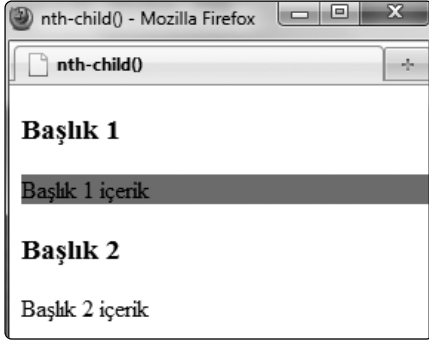 nth-child() - Mozilla Firefox
nth-child()
Başlık 1
Başlık 1 içerik
Başlık 2
Başlık 2 içerik